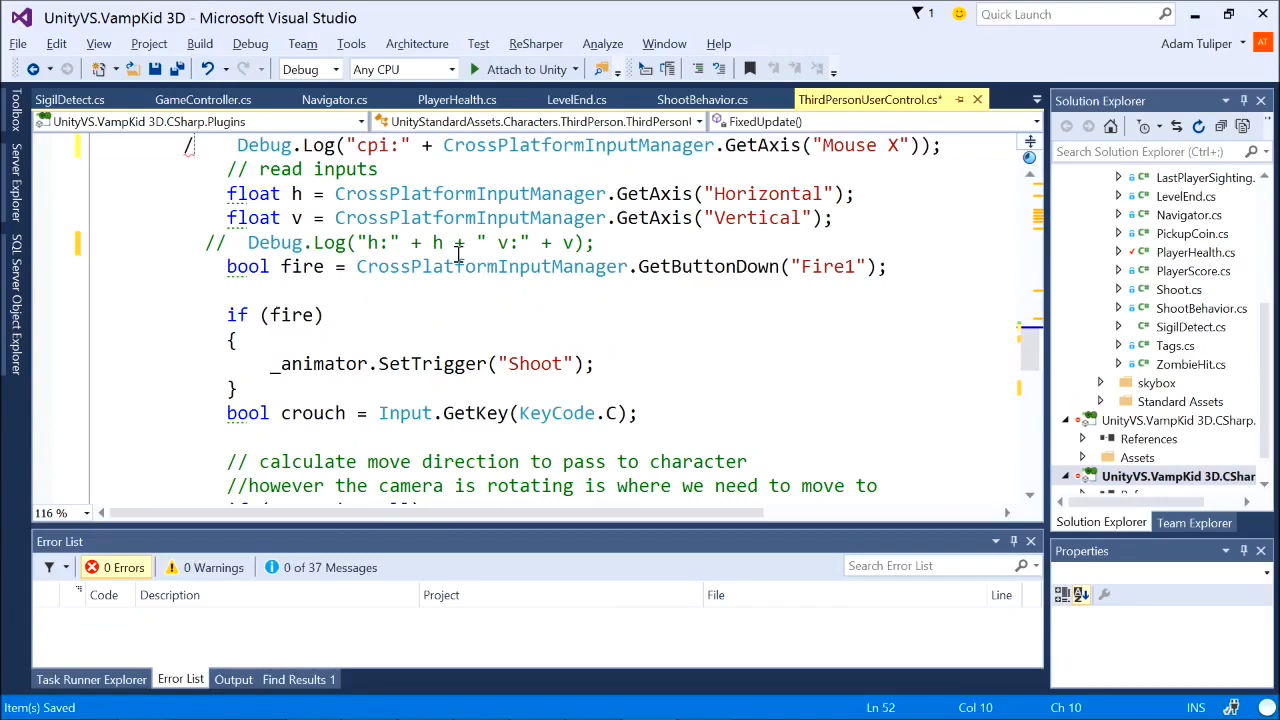 UnityVS.VampKid 3D - Microsoft Visual Studio
1
Quick Launch
File Edit View Project Build Debug Team Tools Architecture Test ReSharper Analyze Window Help
Adam Tuliper
AT
Debug Any CPU Attach to Unity
SigilDetect.cs GameController.cs Navigator.cs PlayerHealth.cs LevelEnd.cs ShootBehavior.cs ThirdPersonUserControl.cs*
UnityVS.VampKid 3D.CSharp.Plugins UnityStandardAssets.Characters.ThirdPerson.ThirdPersonl FixedUpdate()
Toolbox
Server Explorer
SQL Server Object Explorer
/ Debug.Log("cpi:" + CrossPlatformInputManager.GetAxis("Mouse X"));
// read inputs
float h = CrossPlatformInputManager.GetAxis("Horizontal");
float v = CrossPlatformInputManager.GetAxis("Vertical");
// Debug.Log("h:" + h + " v:" + v);
bool fire = CrossPlatformInputManager.GetButtonDown("Fire1");
if (fire)
{
_animator.SetTrigger("Shoot");
}
bool crouch = Input.GetKey(KeyCode.C);
// calculate move direction to pass to character
//however the camera is rotating is where we need to move to
116 %
Solution Explorer
Search Solution Explorer (Ctrl+;)
LastPlayerSighting.
LevelEnd.cs
Navigator.cs
PickupCoin.cs
PlayerHealth.cs
PlayerScore.cs
Shoot.cs
ShootBehavior.cs
SigilDetect.cs
Tags.cs
ZombieHit.cs
skybox
Standard Assets
UnityVS.VampKid 3D.CSharp.
References
Assets
UnityVS.VampKid 3D.CSharp
Solution Explorer Team Explorer
Properties
Error List
0 Errors 0 Warnings 0 of 37 Messages
Search Error List
Code Description Project File Line
Task Runner Explorer Error List Output Find Results 1
Item(s) Saved Ln 52 Col 10 Ch 10 INS